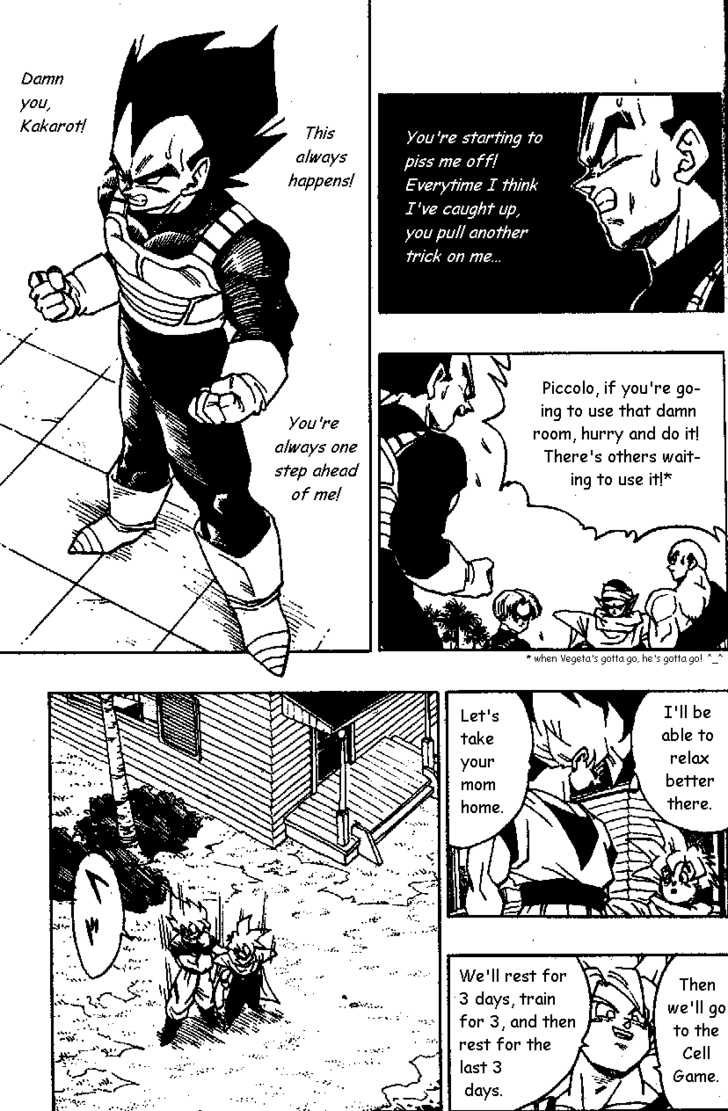 Damn
you,
Kakarot!
This
always
happens!
You're
always one
step ahead
of me!
You're starting to
piss me off!
Everytime I think
I've caught up,
you pull another
trick on me...
Piccolo, if you're go-
ing to use that damn
room, hurry and do it!
There's others wait-
ing to use it!*
* when Vegeta's gotta go, he's gotta go! ^_^
Let's
take
your
mom
home.
I'll be
able to
relax
better
there.
We'll rest for
3 days, train
for 3, and then
rest for the
last 3
days.
Then
we'll go
to the
Cell
Game.